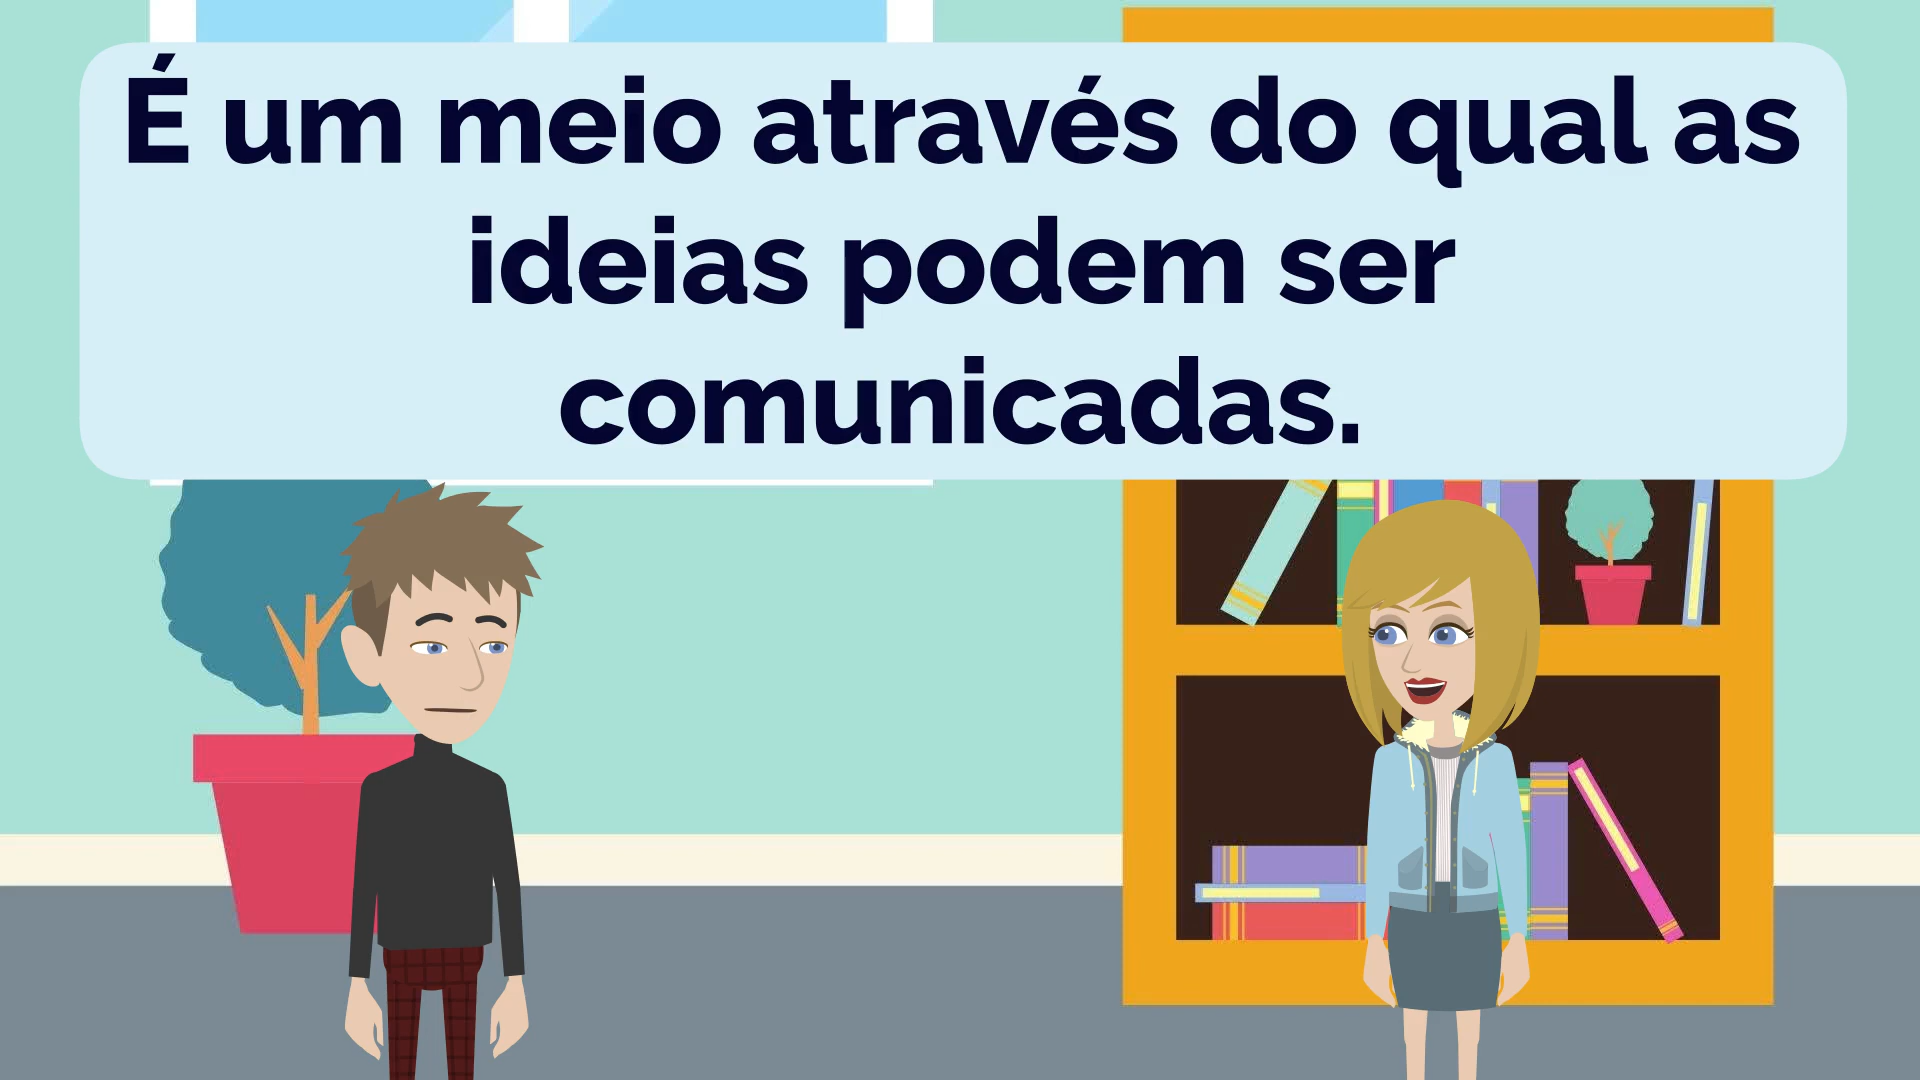 É um meio através do qual as
ideias podem ser
comunicadas.